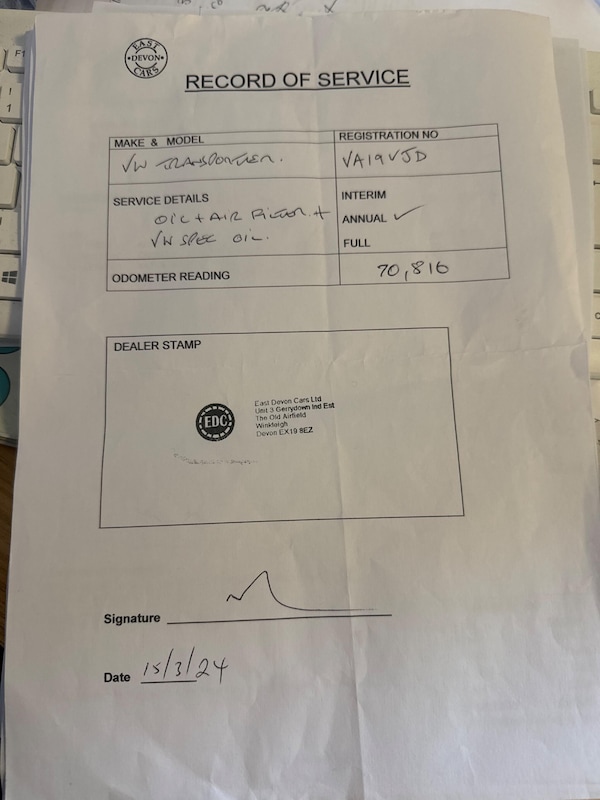 EAST
DEVON
CARS
RECORD OF SERVICE
MAKE & MODEL
REGISTRATION NO
VW TRANSPORTER.
VA19VJD
SERVICE DETAILS
OIL + AIR FILTER +
VW SPEC OIL.
INTERIM
ANNUAL ✓
FULL
ODOMETER READING
70,816
DEALER STAMP
EDC
East Devon Cars Ltd
Unit 3 Gerrydown Ind Est
The Old Airfield
Winkleigh
Devon EX19 8EZ
Signature
Date 15/3/24